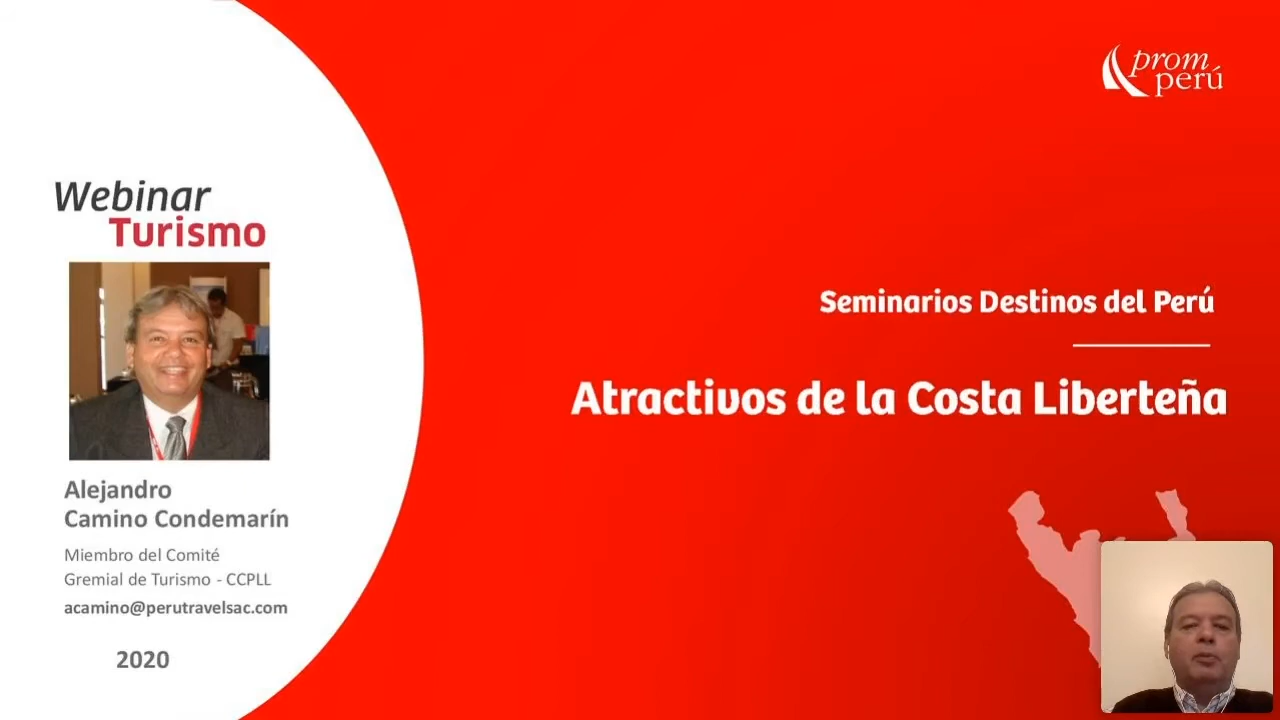 prom
perú
Webinar
Turismo
Seminarios Destinos del Perú
Atractivos de la Costa Liberteña
Alejandro
Camino Condemarín
Miembro del Comité
Gremial de Turismo - CCPLL
acamino@perutravelsac.com
2020